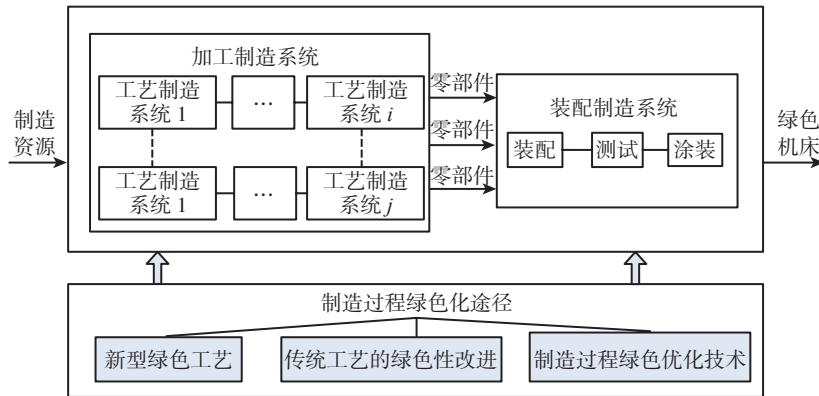 加工制造系统
工艺制造
系统 1
…
工艺制造
系统 i
工艺制造
系统 1
…
工艺制造
系统 j
制造
资源
零部件
零部件
零部件
装配制造系统
装配
测试
涂装
绿色
机床
制造过程绿色化途径
新型绿色工艺
传统工艺的绿色性改进
制造过程绿色优化技术